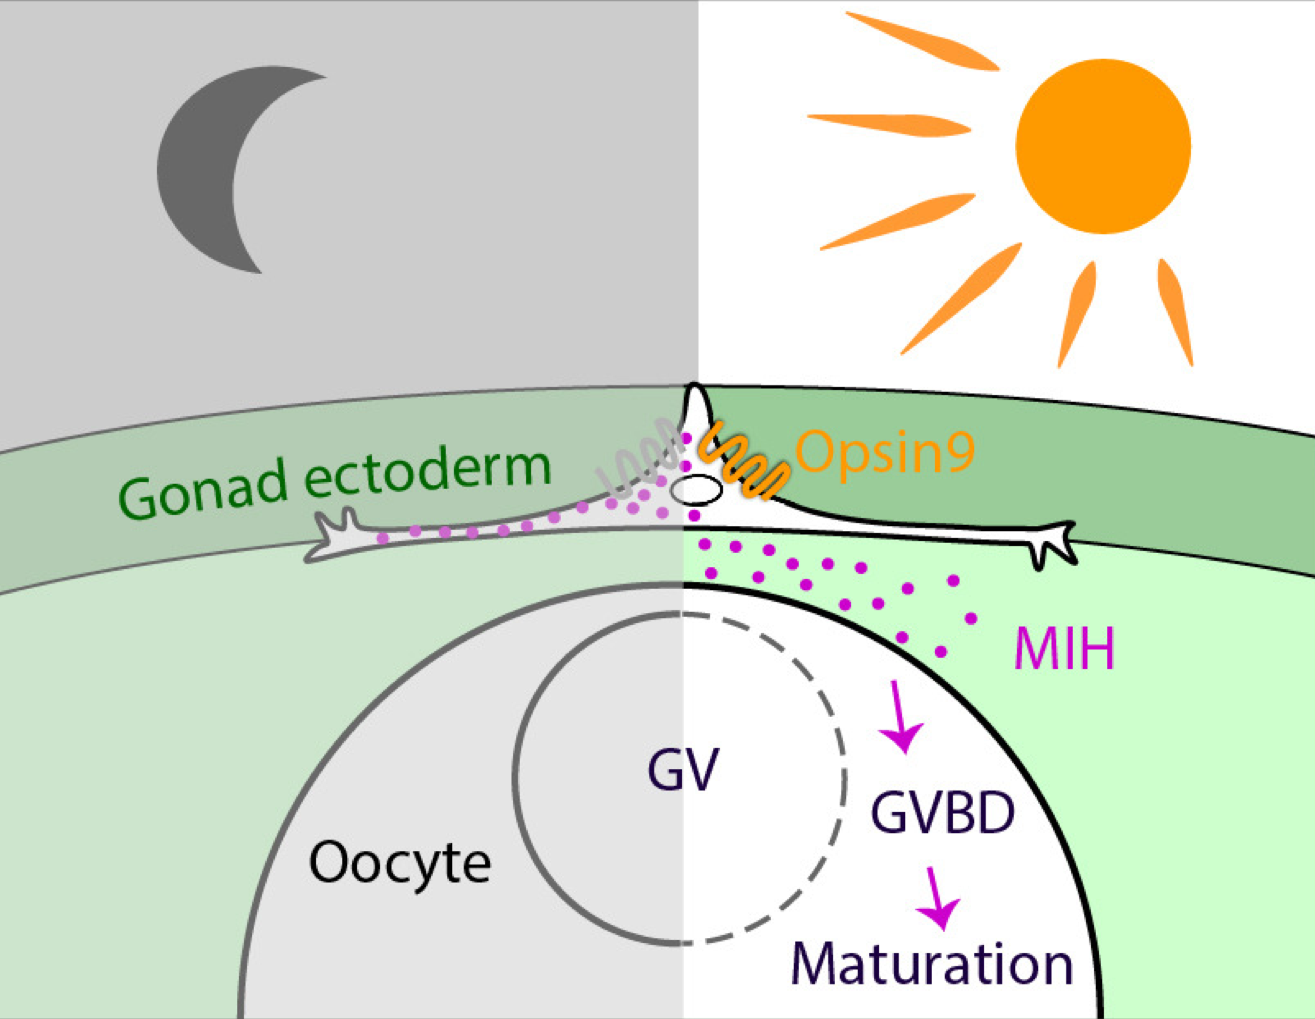 Gonad ectoderm
Opsin9
MIH
GV
GVBD
Oocyte
Maturation